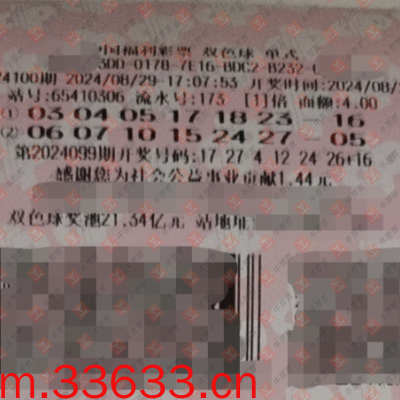 中国福利彩票 双色球 单式
24100期 2024/08/29-17:07:53 开奖时间:2024/08/
站号:65410306 流水号:173 [1]倍 面额:4.00
① 03 04 05 17 18 23 - 16
(2) 06 07 10 15 24 27 - 05
第2024099期开奖号码:17 27 4 12 24 26+16
感谢您为社会公益事业贡献1.44元
双色球奖池21.34亿元 站地址
m.33633.cn